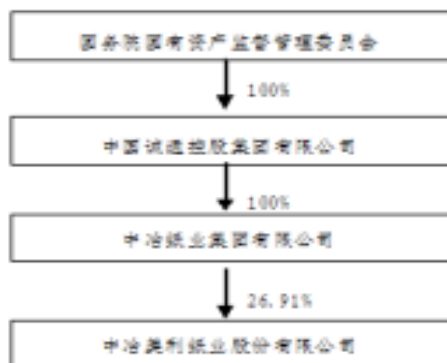 国务院国有资产监督管理委员会
100%
中国诚通控股集团有限公司
100%
中冶纸业集团有限公司
26.91%
中冶美利纸业股份有限公司